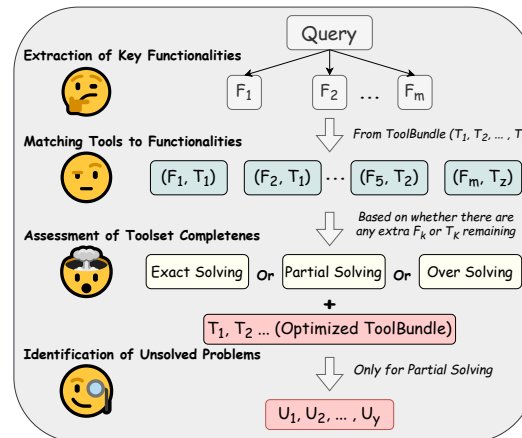 Query
Extraction of Key Functionalities
F1 F2 ... Fm
Matching Tools to Functionalities
From ToolBundle (T1, T2, ... , T
(F1, T1) (F2, T1) ... (F5, T2) (Fm, Tz)
Based on whether there are
any extra Fk or TK remaining
Assessment of Toolset Completenes
Exact Solving Or Partial Solving Or Over Solving
+
T1, T2 ... (Optimized ToolBundle)
Identification of Unsolved Problems
Only for Partial Solving
U1, U2, ... , Uy